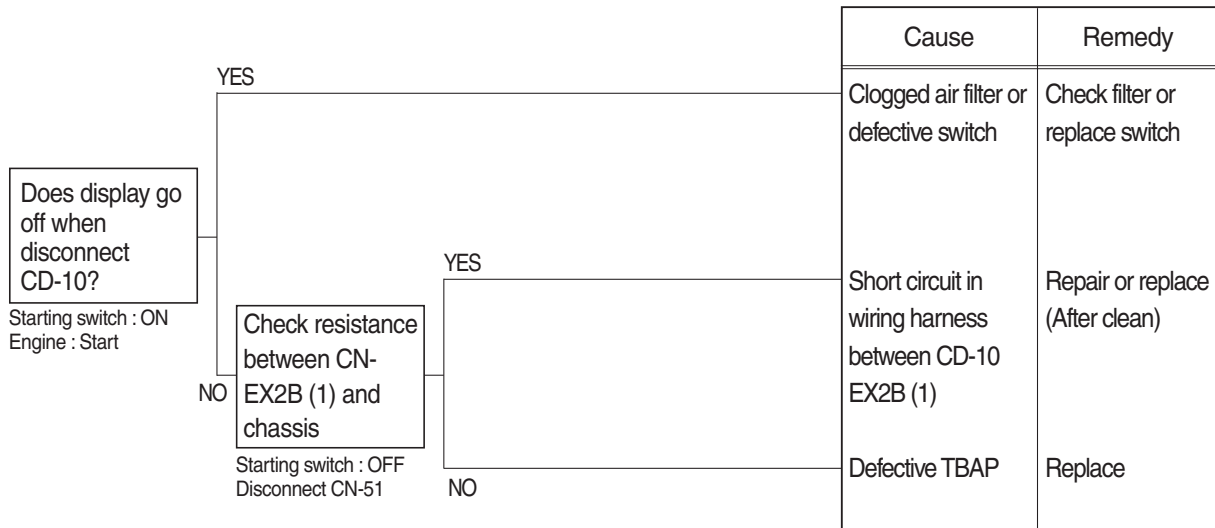 Cause
Remedy
YES
Clogged air filter or
defective switch
Check filter or
replace switch
Does display go
off when
disconnect
CD-10?
Starting switch : ON
Engine : Start
YES
Short circuit in
wiring harness
between CD-10
EX2B (1)
Repair or replace
(After clean)
NO
Check resistance
between CN-
EX2B (1) and
chassis
Starting switch : OFF
Disconnect CN-51
NO
Defective TBAP
Replace